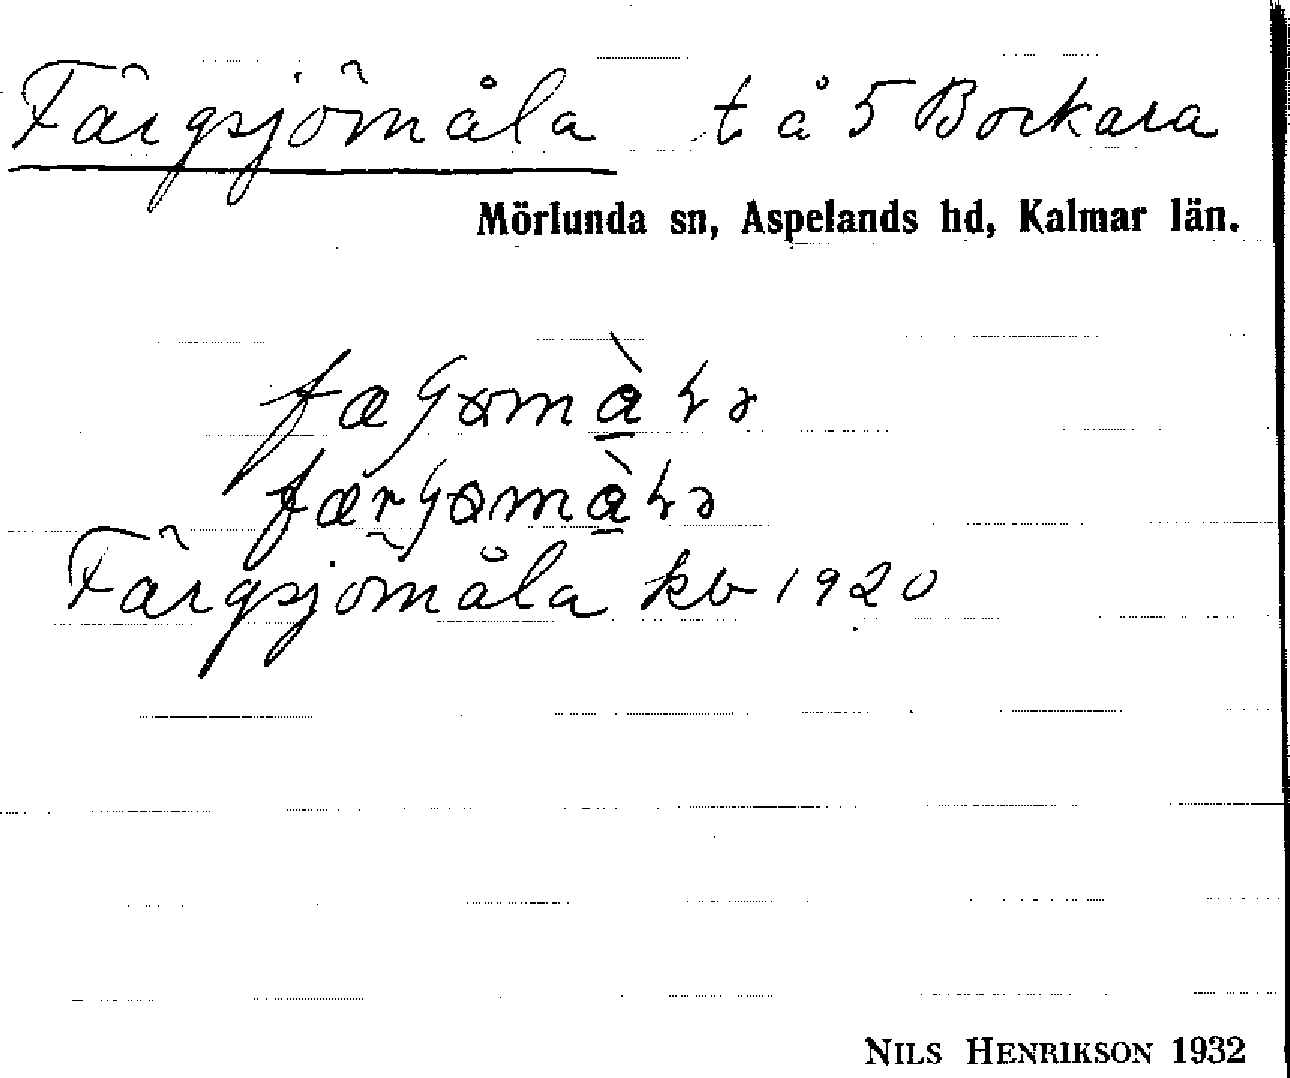 Färgsjömåla t å 5 Bockara
Mörlunda sn, Aspelands hd, Kalmar län.
Färgsjömåla kb 1920
NILS HENRIKSON 1932